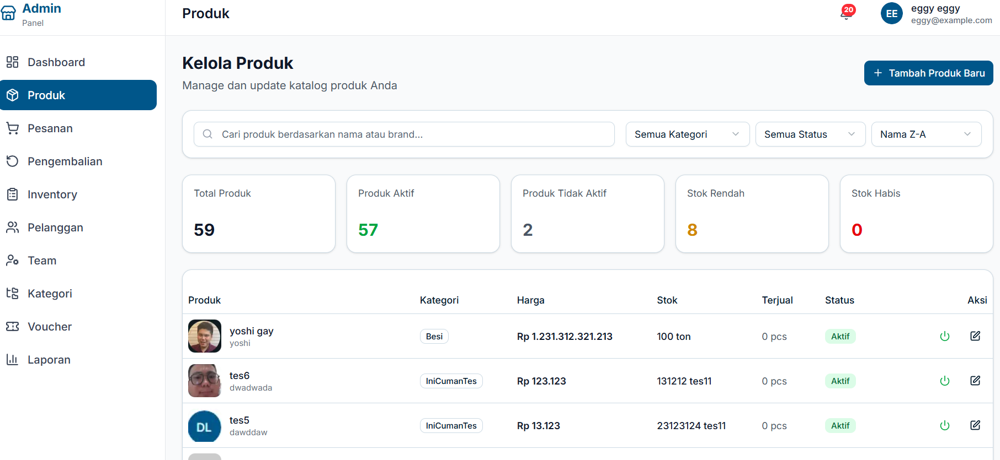 Admin
Panel
Produk
20
EE
eggy eggy
eggy@example.com
Dashboard
Produk
Pesanan
Pengembalian
Inventory
Pelanggan
Team
Kategori
Voucher
Laporan
Kelola Produk
Manage dan update katalog produk Anda
+ Tambah Produk Baru
Cari produk berdasarkan nama atau brand...
Semua Kategori
Semua Status
Nama Z-A
Total Produk
59
Produk Aktif
57
Produk Tidak Aktif
2
Stok Rendah
8
Stok Habis
0
Produk Kategori Harga Stok Terjual Status Aksi
yoshi gay
yoshi
Besi
Rp 1.231.312.321.213
100 ton
0 pcs
Aktif
tes6
dwadwada
IniCumanTes
Rp 123.123
131212 tes11
0 pcs
Aktif
DL
tes5
dawddaw
IniCumanTes
Rp 13.123
23123124 tes11
0 pcs
Aktif